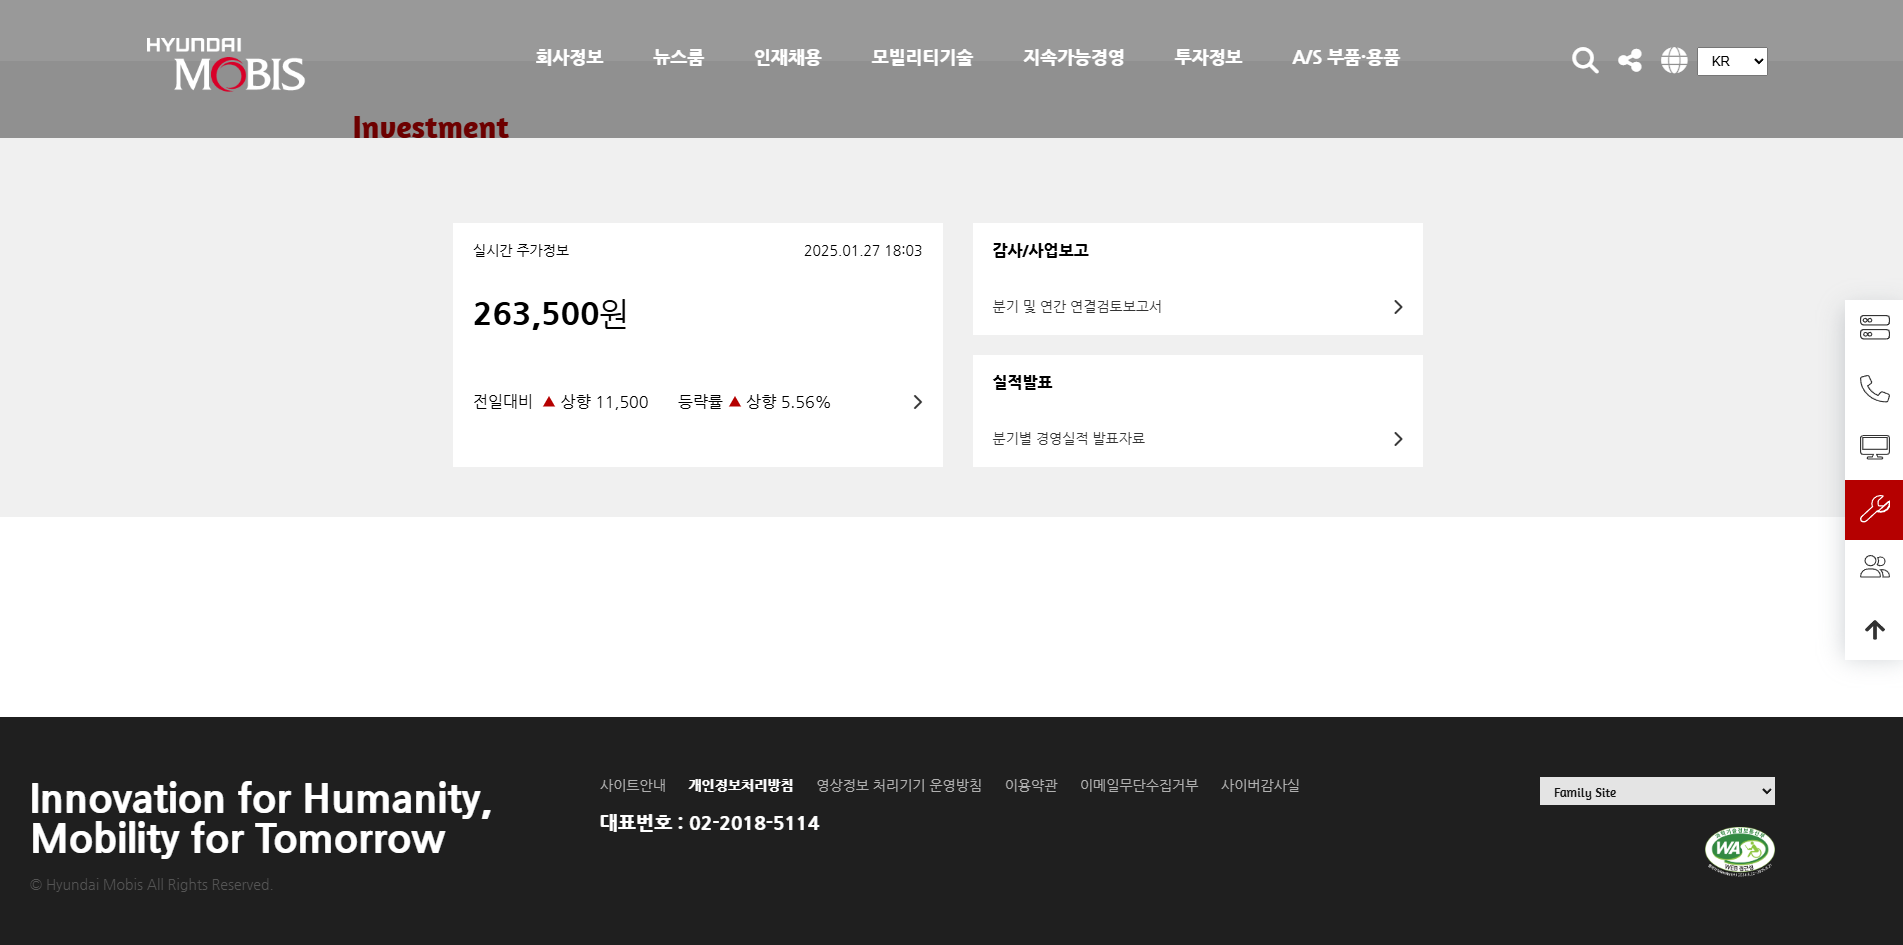 HYUNDAI
MOBIS
회사정보 뉴스룸 인재채용 모빌리티기술 지속가능경영 투자정보 A/S 부품·용품
KR
Investment
실시간 주가정보 2025.01.27 18:03
263,500원
전일대비 ▲ 상향 11,500 등락률 ▲ 상향 5.56%
감사/사업보고
분기 및 연간 연결검토보고서
실적발표
분기별 경영실적 발표자료
Innovation for Humanity,
Mobility for Tomorrow
© Hyundai Mobis All Rights Reserved.
사이트안내 개인정보처리방침 영상정보 처리기기 운영방침 이용약관 이메일무단수집거부 사이버감사실
대표번호 : 02-2018-5114
Family Site
WA